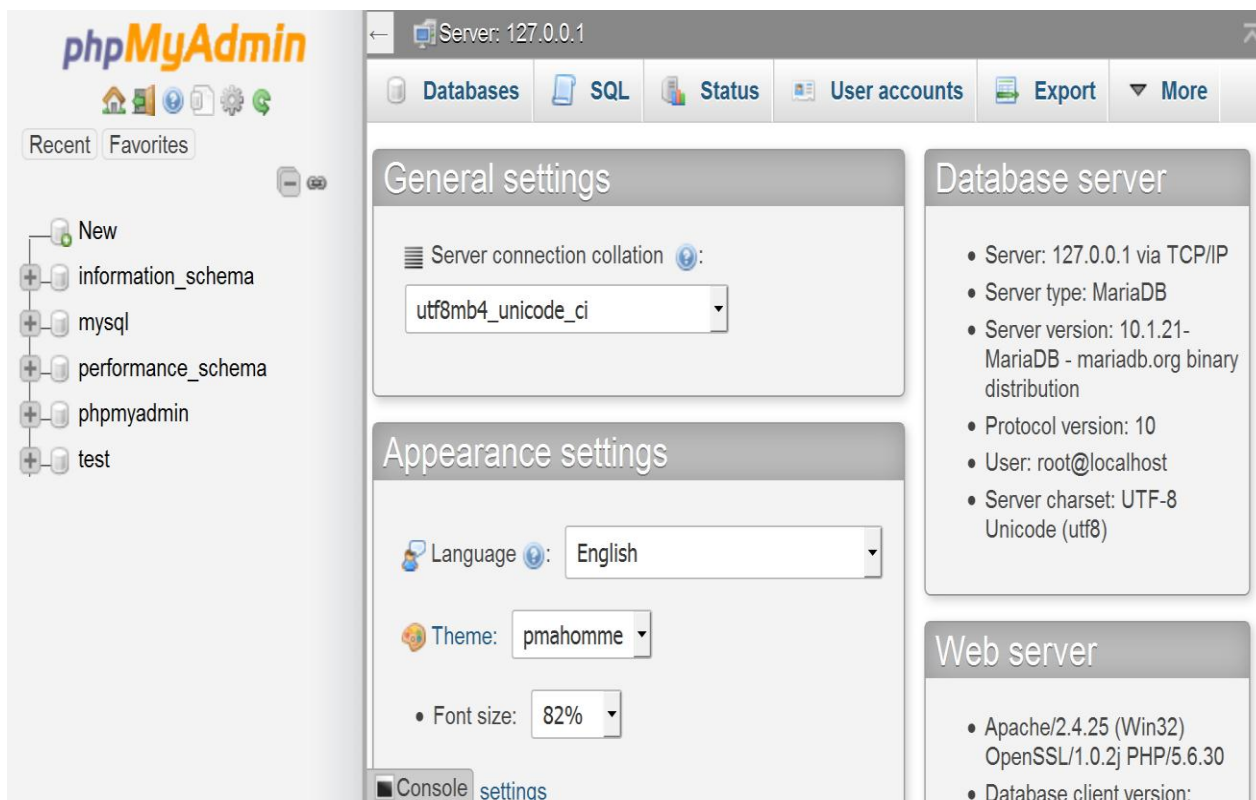 phpMyAdmin
Recent Favorites
New
information_schema
mysql
performance_schema
phpmyadmin
test
Server: 127.0.0.1
Databases SQL Status User accounts Export More
General settings
Server connection collation :
utf8mb4_unicode_ci
Appearance settings
Language : English
Theme: pmahomme
Font size: 82%
Console settings
Database server
Server: 127.0.0.1 via TCP/IP
Server type: MariaDB
Server version: 10.1.21-
MariaDB - mariadb.org binary
distribution
Protocol version: 10
User: root@localhost
Server charset: UTF-8
Unicode (utf8)
Web server
Apache/2.4.25 (Win32)
OpenSSL/1.0.2j PHP/5.6.30
Database client version: